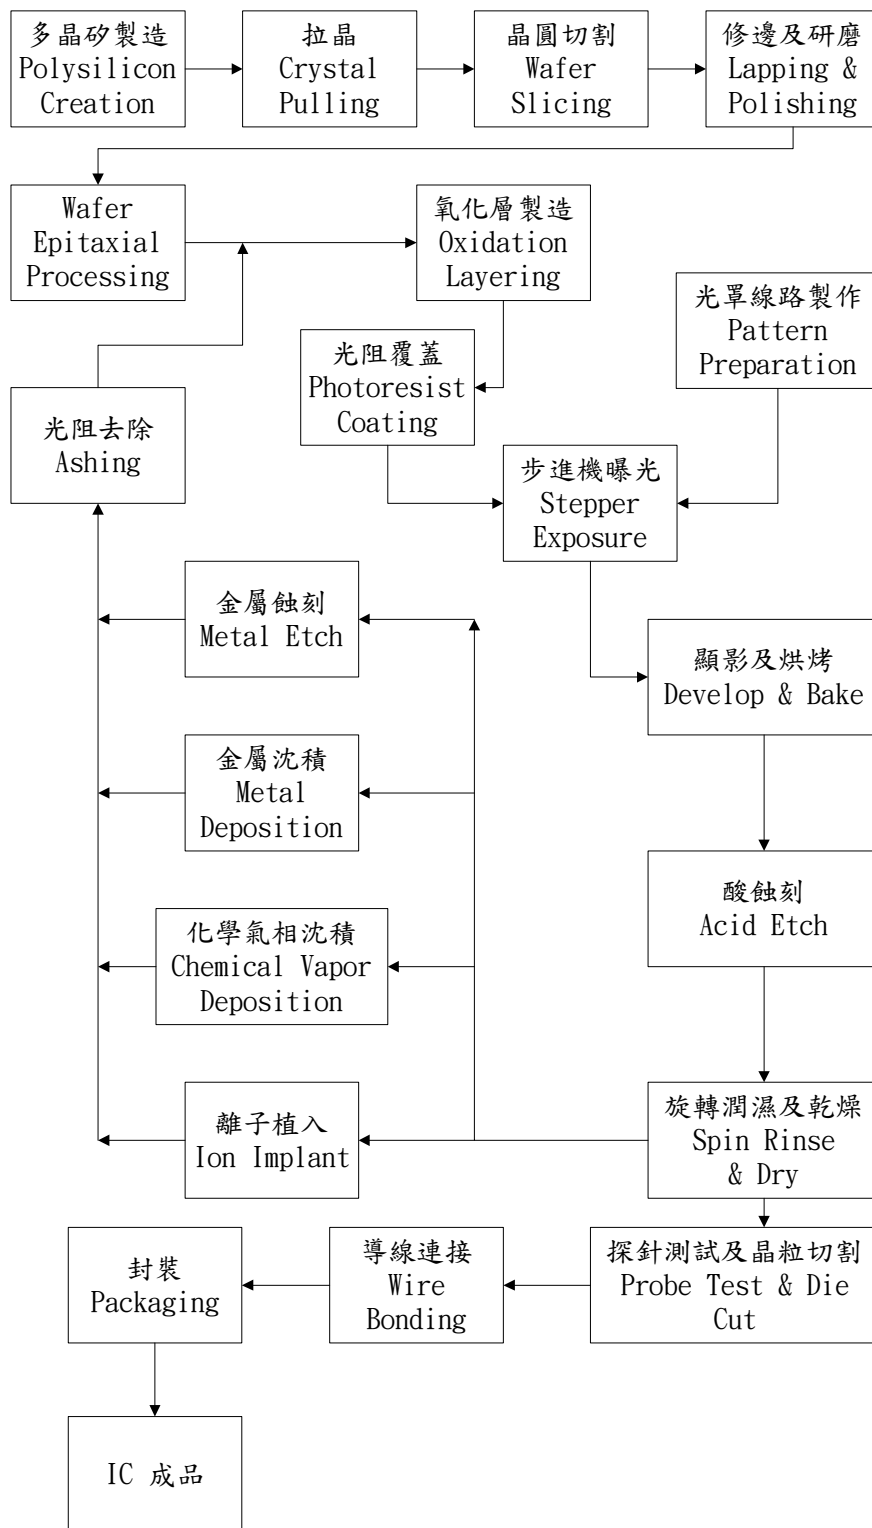 多晶矽製造
Polysilicon
Creation
拉晶
Crystal
Pulling
晶圓切割
Wafer
Slicing
修邊及研磨
Lapping &
Polishing
Wafer
Epitaxial
Processing
氧化層製造
Oxidation
Layering
光罩線路製作
Pattern
Preparation
光阻覆蓋
Photoresist
Coating
光阻去除
Ashing
步進機曝光
Stepper
Exposure
金屬蝕刻
Metal Etch
顯影及烘烤
Develop & Bake
金屬沈積
Metal
Deposition
酸蝕刻
Acid Etch
化學氣相沈積
Chemical Vapor
Deposition
離子植入
Ion Implant
旋轉潤濕及乾燥
Spin Rinse
& Dry
探針測試及晶粒切割
Probe Test & Die
Cut
導線連接
Wire
Bonding
封裝
Packaging
IC 成品